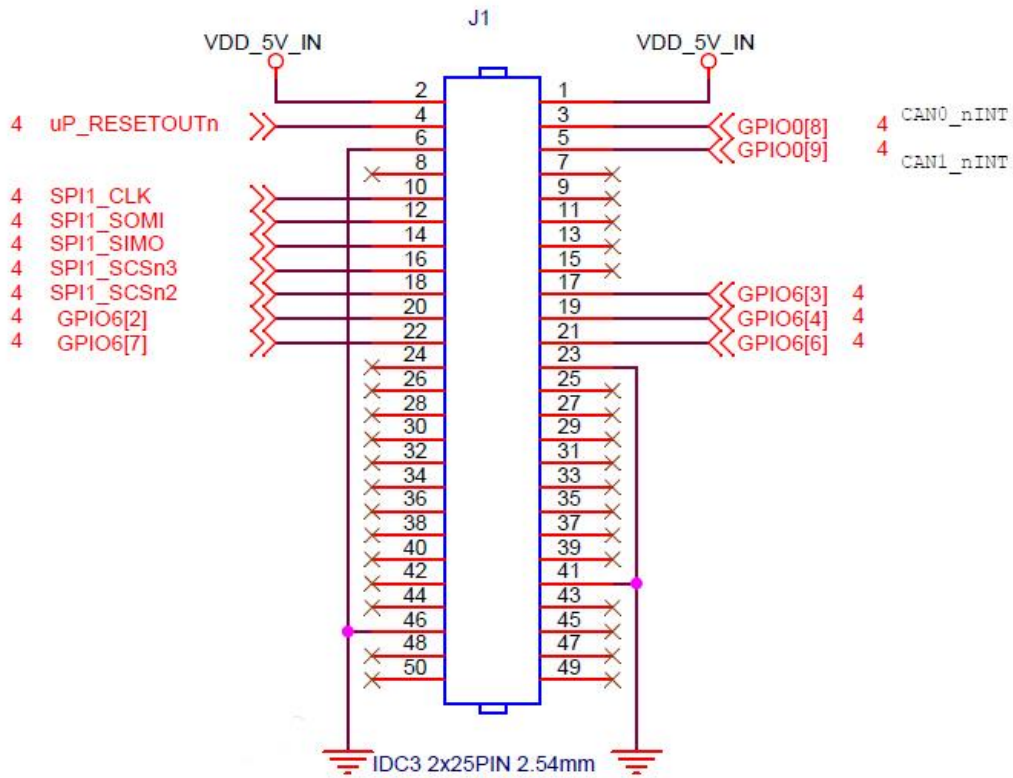 J1
VDD_5V_IN VDD_5V_IN
2 1
4 uP_RESETOUTn 4 3 GPIO0[8] 4 CAN0_nINT
6 5 GPIO0[9] 4
8 7 CAN1_nINT
4 SPI1_CLK 10 9
4 SPI1_SOMI 12 11
4 SPI1_SIMO 14 13
4 SPI1_SCSn3 16 15
4 SPI1_SCSn2 18 17 GPIO6[3] 4
4 GPIO6[2] 20 19 GPIO6[4] 4
4 GPIO6[7] 22 21 GPIO6[6] 4
24 23
26 25
28 27
30 29
32 31
34 33
36 35
38 37
40 39
42 41
44 43
46 45
48 47
50 49
IDC3 2x25PIN 2.54mm